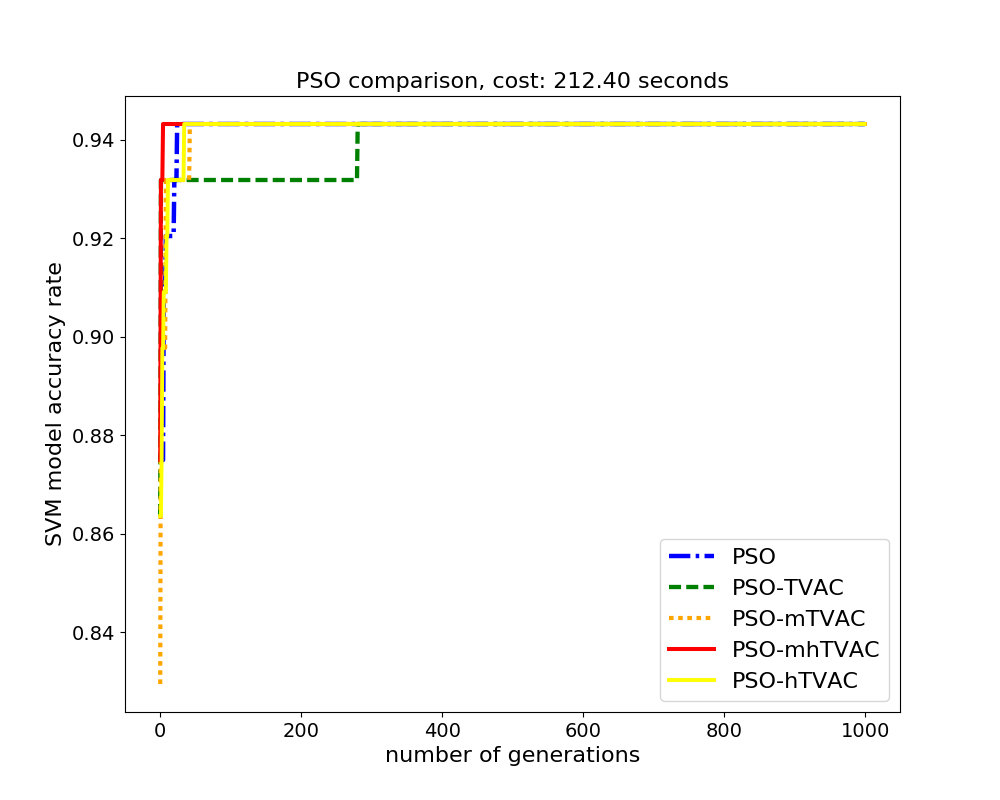 PSO comparison, cost: 212.40 seconds
SVM model accuracy rate
0.94
0.92
0.90
0.88
0.86
0.84
PSO
PSO-TVAC
PSO-mTVAC
PSO-mhTVAC
PSO-hTVAC
0 200 400 600 800 1000
number of generations